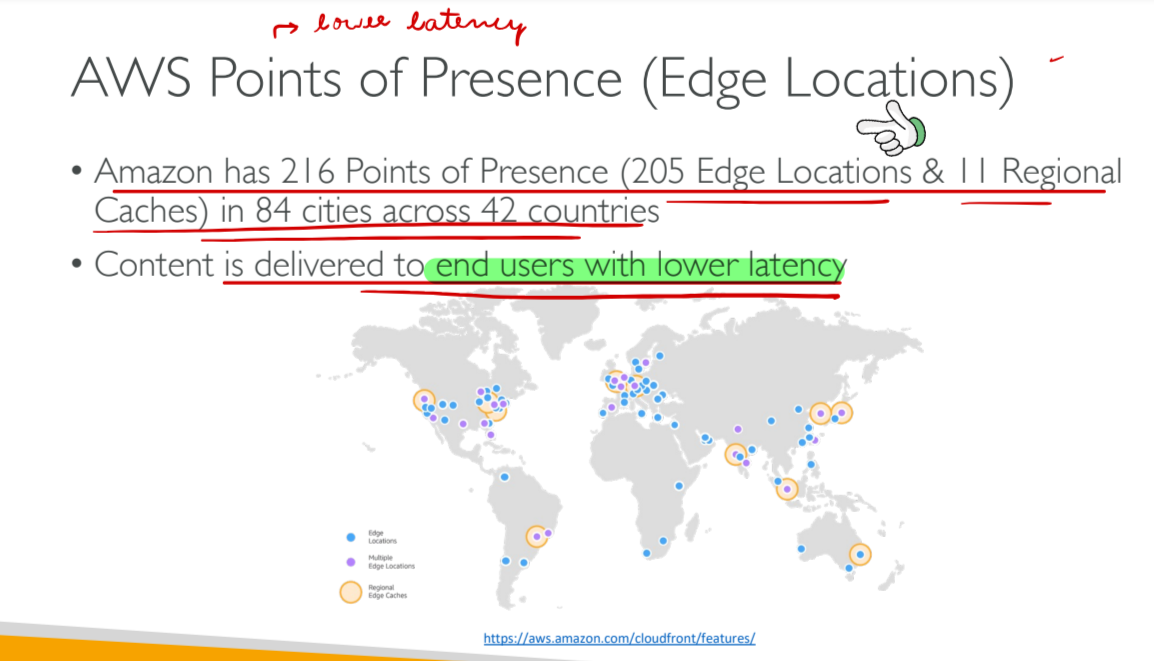 → lower latency
AWS Points of Presence (Edge Locations)
• Amazon has 216 Points of Presence (205 Edge Locations & 11 Regional
Caches) in 84 cities across 42 countries
• Content is delivered to end users with lower latency
Edge
Locations
Multiple
Edge Locations
Regional
Edge Caches
https://aws.amazon.com/cloudfront/features/